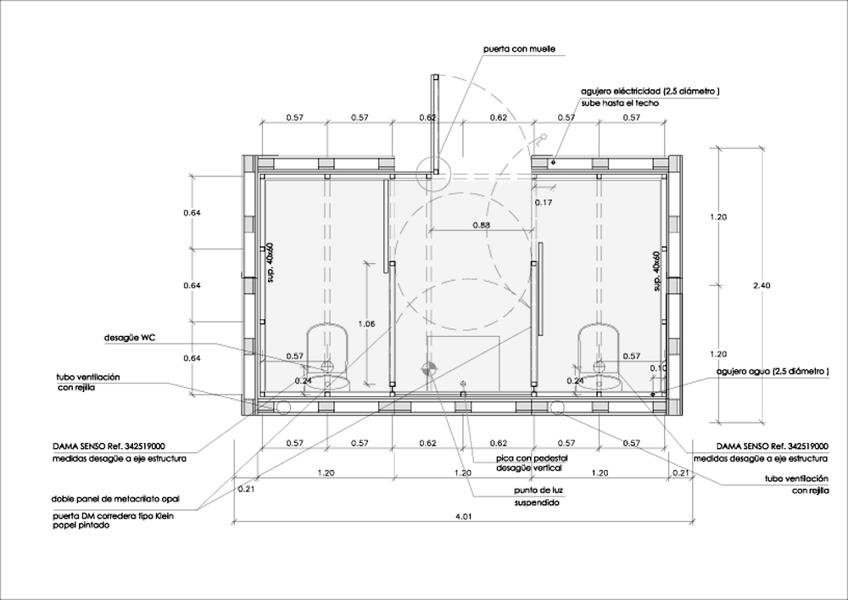 puerta con muelle
agujero eléctricidad (2.5 diámetro )
sube hasta el techo
0.57
0.57
0.62
0.62
0.57
0.57
0.17
0.64
0.88
1.20
sup. 40x60
sup. 40x60
0.64
2.40
1.06
desagüe WC
0.64
0.57
0.57
1.20
0.24
0.24
0.10
agujero agua (2,5 diámetro )
tubo ventilación
con rejilla
DAMA SENSO Ref. 342519000
medidas desagüe a eje estructura
0.57
0.57
0.62
0.62
0.57
0.57
DAMA SENSO Ref. 342519000
medidas desagüe a eje estructura
pica con pedestal
desagüe vertical
0.21
1.20
1.20
1.20
0.21
tubo ventilación
con rejilla
punto de luz
suspendido
doble panel de metacrilato opal
puerta DM corredera tipo Klein
papel pintado
4.01